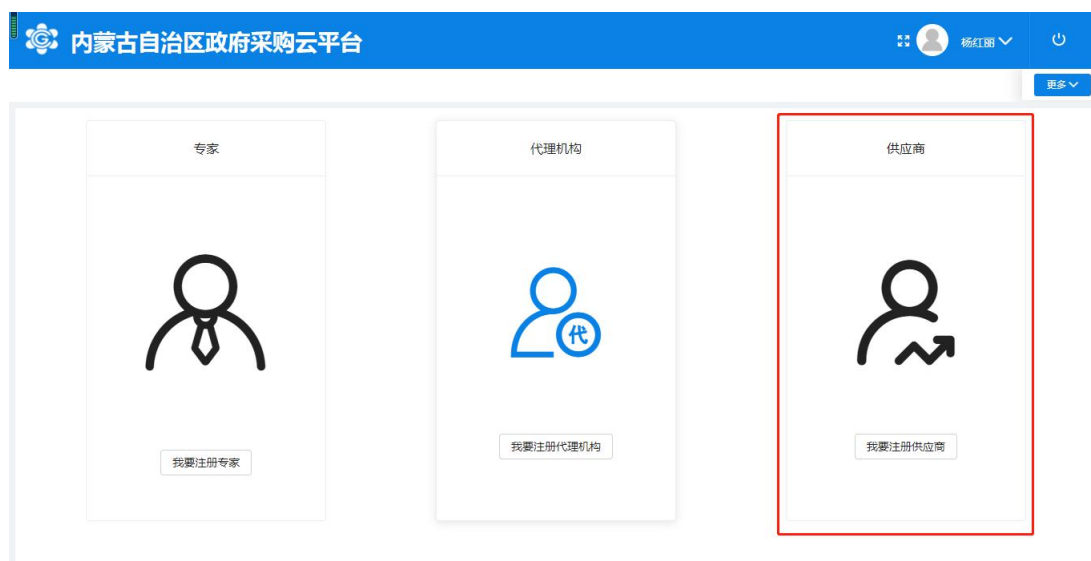 内蒙古自治区政府采购云平台
杨红丽
更多
专家
代理机构
供应商
代
我要注册专家
我要注册代理机构
我要注册供应商